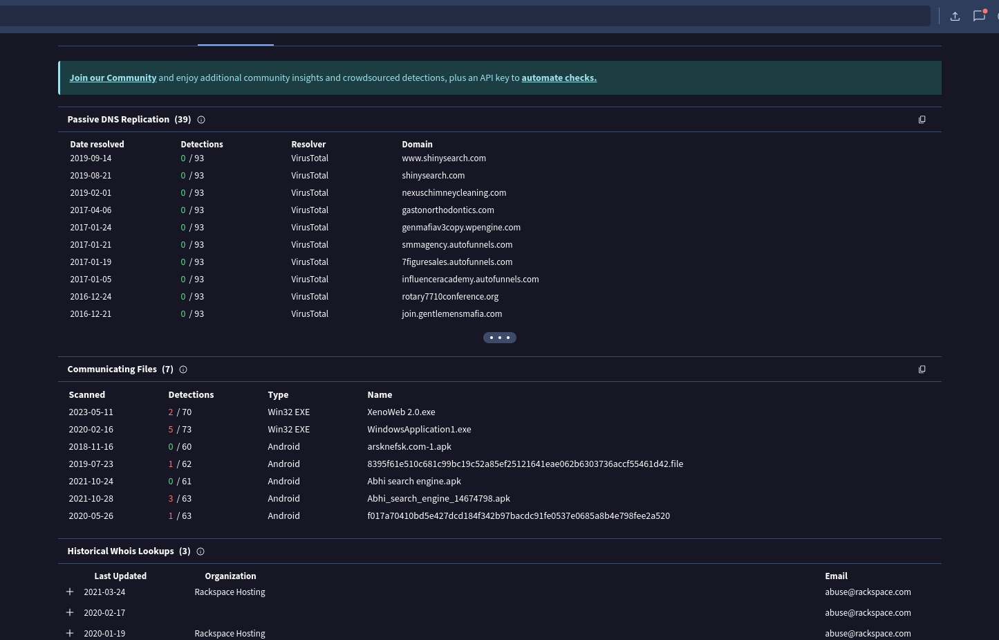 Join our Community and enjoy additional community insights and crowdsourced detections, plus an API key to automate checks.
Passive DNS Replication (39)
Date resolved Detections Resolver Domain
2019-09-14 0 / 93 VirusTotal www.shinysearch.com
2019-08-21 0 / 93 VirusTotal shinysearch.com
2019-02-01 0 / 93 VirusTotal nexuschimneycleaning.com
2017-04-06 0 / 93 VirusTotal gastonorthodontics.com
2017-01-24 0 / 93 VirusTotal genmafiav3copy.wpengine.com
2017-01-21 0 / 93 VirusTotal smmagency.autofunnels.com
2017-01-19 0 / 93 VirusTotal 7figuresales.autofunnels.com
2017-01-05 0 / 93 VirusTotal influenceracademy.autofunnels.com
2016-12-24 0 / 93 VirusTotal rotary7710conference.org
2016-12-21 0 / 93 VirusTotal join.gentlemensmafia.com
Communicating Files (7)
Scanned Detections Type Name
2023-05-11 2 / 70 Win32 EXE XenoWeb 2.0.exe
2020-02-16 5 / 73 Win32 EXE WindowsApplication1.exe
2018-11-16 0 / 60 Android arsknefsk.com-1.apk
2019-07-23 1 / 62 Android 8395f61e510c681c99bc19c52a85ef25121641eae062b6303736accf55461d42.file
2021-10-24 0 / 61 Android Abhi search engine.apk
2021-10-28 3 / 63 Android Abhi_search_engine_14674798.apk
2020-05-26 1 / 63 Android f017a70410bd5e427dcd184f342b97bacdc91fe0537e0685a8b4e798fee2a520
Historical Whois Lookups (3)
Last Updated Organization Email
2021-03-24 Rackspace Hosting abuse@rackspace.com
2020-02-17 abuse@rackspace.com
2020-01-19 Rackspace Hosting abuse@rackspace.com